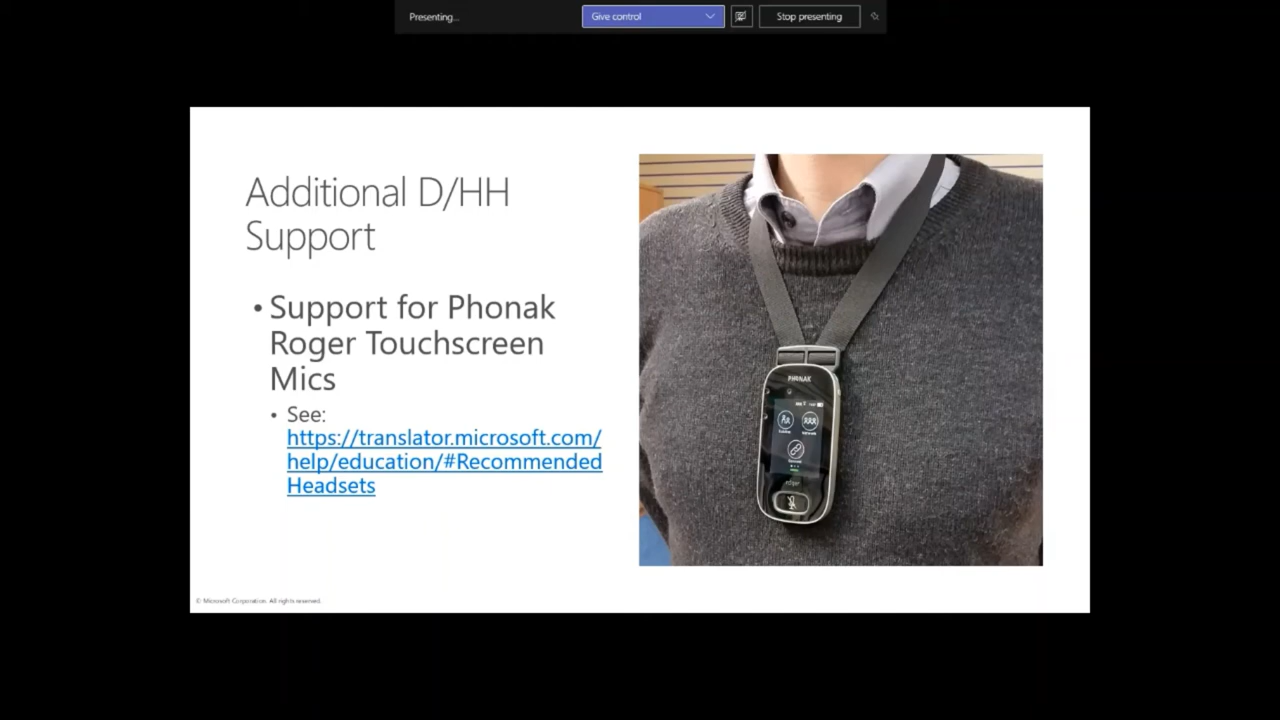 Presenting...
Give control
Stop presenting
Additional D/HH
Support
• Support for Phonak
Roger Touchscreen
Mics
• See:
https://translator.microsoft.com/
help/education/#Recommended
Headsets
PHONAK
© Microsoft Corporation. All rights reserved.